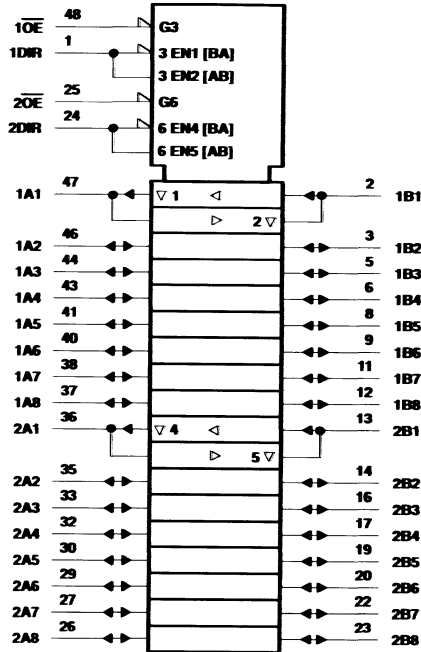 1O̅E̅ 48 G3
1DIR 1 3 EN1 [BA]
3 EN2 [AB]
2O̅E̅ 25 G6
2DIR 24 6 EN4 [BA]
6 EN5 [AB]
1A1 47 ▽ 1 ◁ 2 1B1
▷ 2 ▽
1A2 46 3 1B2
1A3 44 5 1B3
1A4 43 6 1B4
1A5 41 8 1B5
1A6 40 9 1B6
1A7 38 11 1B7
1A8 37 12 1B8
2A1 36 ▽ 4 ◁ 13 2B1
▷ 5 ▽
2A2 35 14 2B2
2A3 33 16 2B3
2A4 32 17 2B4
2A5 30 19 2B5
2A6 29 20 2B6
2A7 27 22 2B7
2A8 26 23 2B8